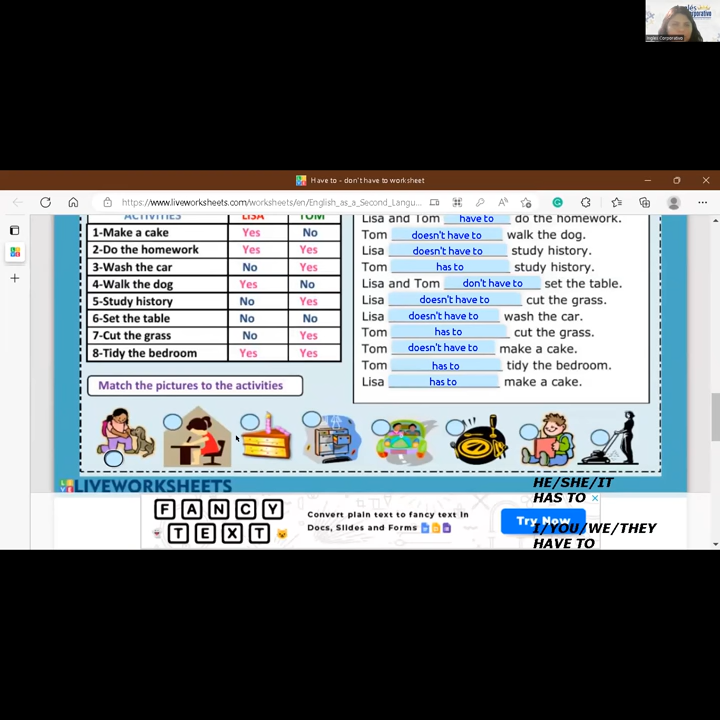 Inglés Corporativo
Have to - don't have to worksheet
https://www.liveworksheets.com/worksheets/en/English_as_a_Second_Langu...
ACTIVITIES LISA TOM
1-Make a cake Yes No
2-Do the homework Yes Yes
3-Wash the car No Yes
4-Walk the dog Yes No
5-Study history No Yes
6-Set the table No No
7-Cut the grass No Yes
8-Tidy the bedroom Yes Yes
Lisa and Tom have to do the homework.
Tom doesn't have to walk the dog.
Lisa doesn't have to study history.
Tom has to study history.
Lisa and Tom don't have to set the table.
Lisa doesn't have to cut the grass.
Lisa doesn't have to wash the car.
Tom has to cut the grass.
Tom doesn't have to make a cake.
Tom has to tidy the bedroom.
Lisa has to make a cake.
Match the pictures to the activities
LIVEWORKSHEETS
HE/SHE/IT
HAS TO
I/YOU/WE/THEY
HAVE TO
FANCY
TEXT
Convert plain text to fancy text in
Docs, Slides and Forms
Try Now